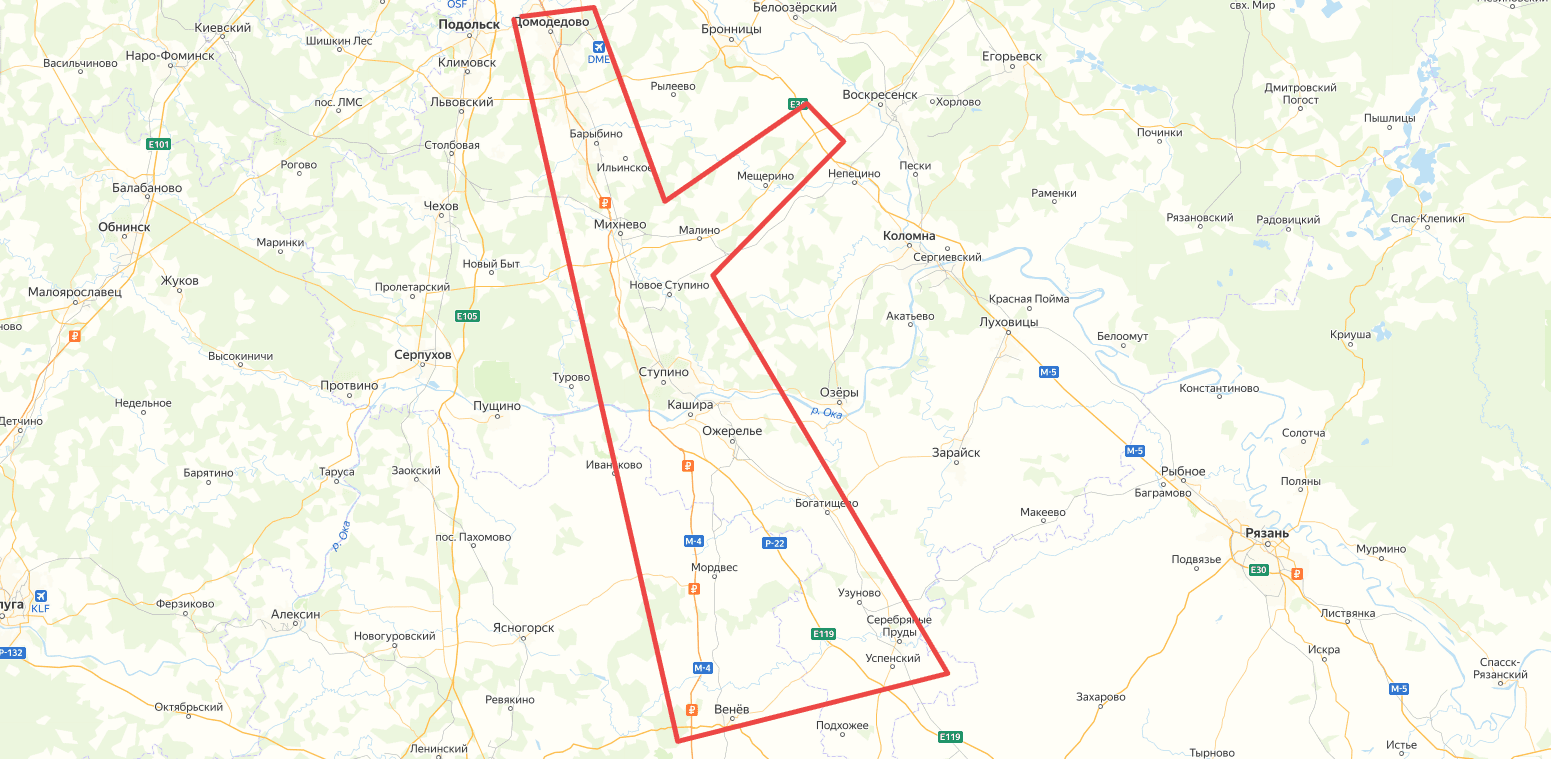 OSF
Домодедово
Белоозёрский
свх. Мир
Киевский
Подольск
Бронницы
Шишкин Лес
DME
Наро-Фоминск
Васильчиново
Климовск
Егорьевск
Рылеево
пос. ЛМС
Львовский
E30
Воскресенск
Хорлово
Дмитровский
Погост
Пышлицы
E101
Столбовая
Барыбино
Починки
Рогово
Ильинское
Мещерино
Непецино
Пески
Балабаново
Раменки
Чехов
Обнинск
Михнево
Малино
Коломна
Рязановский
Радовицкий
Спас-Клепики
Маринки
Новый Быт
Сергиевский
Жуков
Малоярославец
Пролетарский
Новое Ступино
Красная Пойма
ново
E105
Акатьево
Луховицы
Белоомут
Криуша
Высокиничи
Серпухов
Протвино
Турово
Ступино
М-5
Константиново
Недельное
Пущино
Кашира
Озёры
р. Ока
Детчино
Ожерелье
Солотча
Барятино
Таруса
Заокский
Иваньково
Зарайск
М-5
Рыбное
Баграмово
Поляны
Богатищево
Макеево
р. Ока
пос. Пахомово
М-4
Р-22
Рязань
Мурмино
Подвязье
E30
Мордвес
KLF
луга
Ферзиково
Алексин
Узуново
Серебряные
Пруды
Листвянка
Новогуровский
Ясногорск
E119
Р-132
М-4
Успенский
Искра
Спасск-
Рязанский
М-5
Октябрьский
Ревякино
Венёв
Подхожее
Захарово
E119
Ленинский
Тырново
Истье